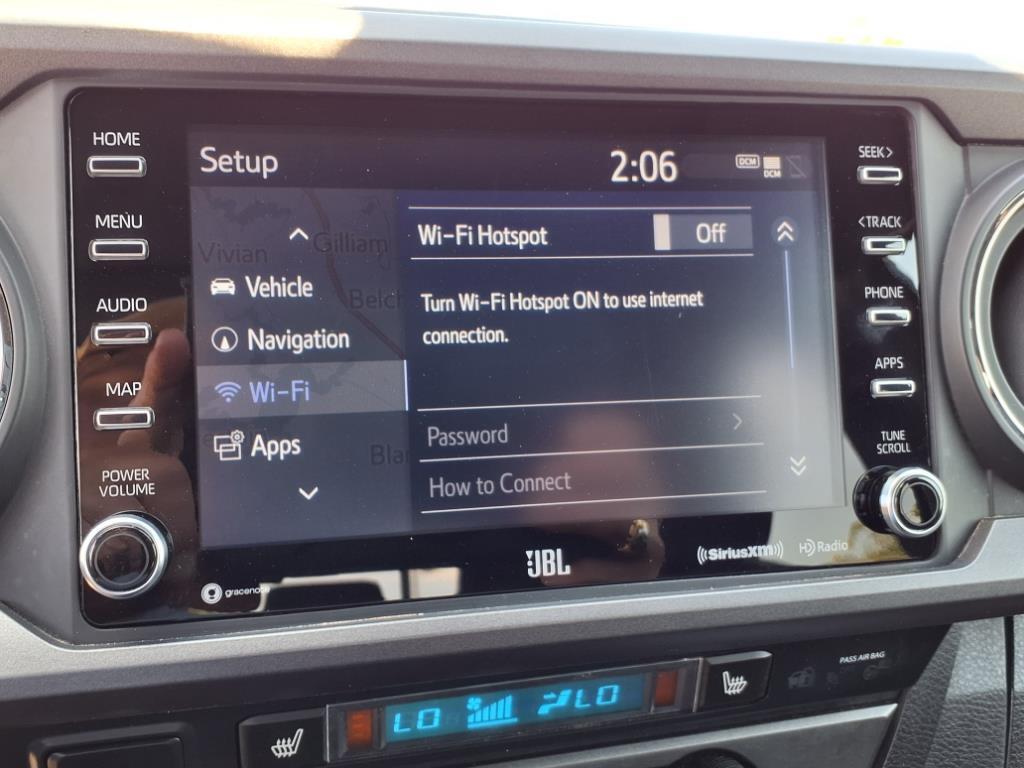 HOME
MENU
AUDIO
MAP
POWER
VOLUME
Setup
2:06
DCM
DCM
Vivian
Gilliam
Belch
Blan
Vehicle
Navigation
Wi-Fi
Apps
Wi-Fi Hotspot
Off
Turn Wi-Fi Hotspot ON to use internet
connection.
Password
How to Connect
SEEK>
<TRACK
PHONE
APPS
TUNE
SCROLL
gracenote
JBL
((SiriusXM))
HD Radio
PASS AIR BAG
LO
LO